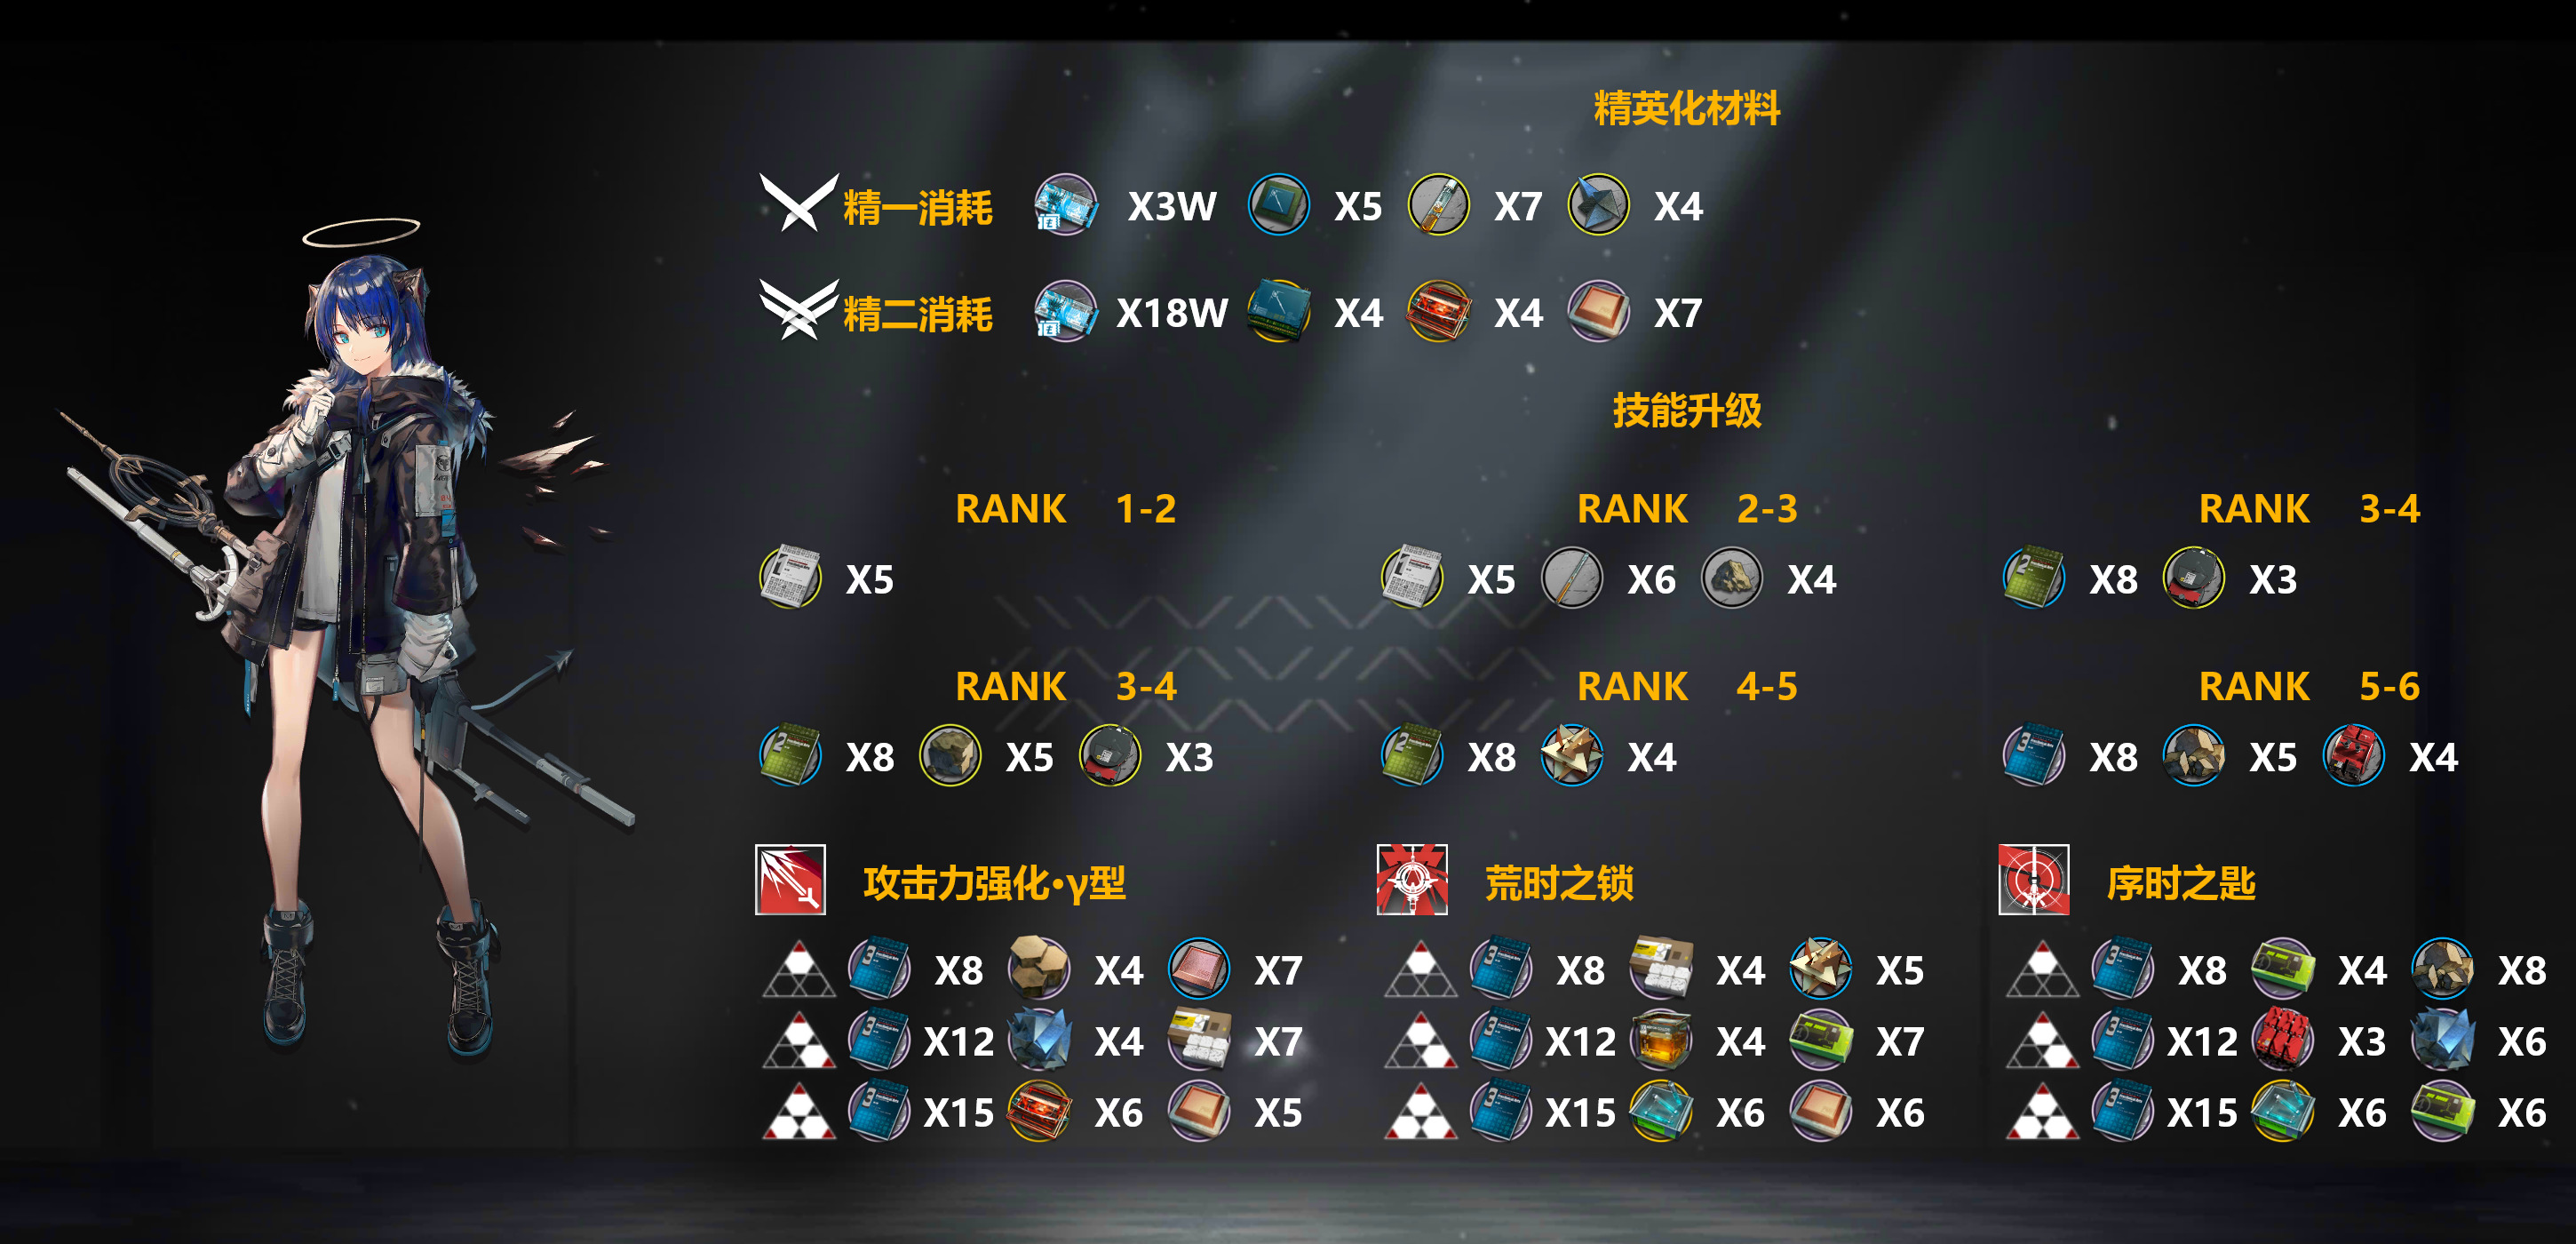 精英化材料
精一消耗 X3W X5 X7 X4
精二消耗 X18W X4 X4 X7
技能升级
RANK 1-2 RANK 2-3 RANK 3-4
X5 X5 X6 X4 X8 X3
RANK 3-4 RANK 4-5 RANK 5-6
X8 X5 X3 X8 X4 X8 X5 X4
攻击力强化·γ型 荒时之锁 序时之匙
X8 X4 X7 X8 X4 X5 X8 X4 X8
X12 X4 X7 X12 X4 X7 X12 X3 X6
X15 X6 X5 X15 X6 X6 X15 X6 X6